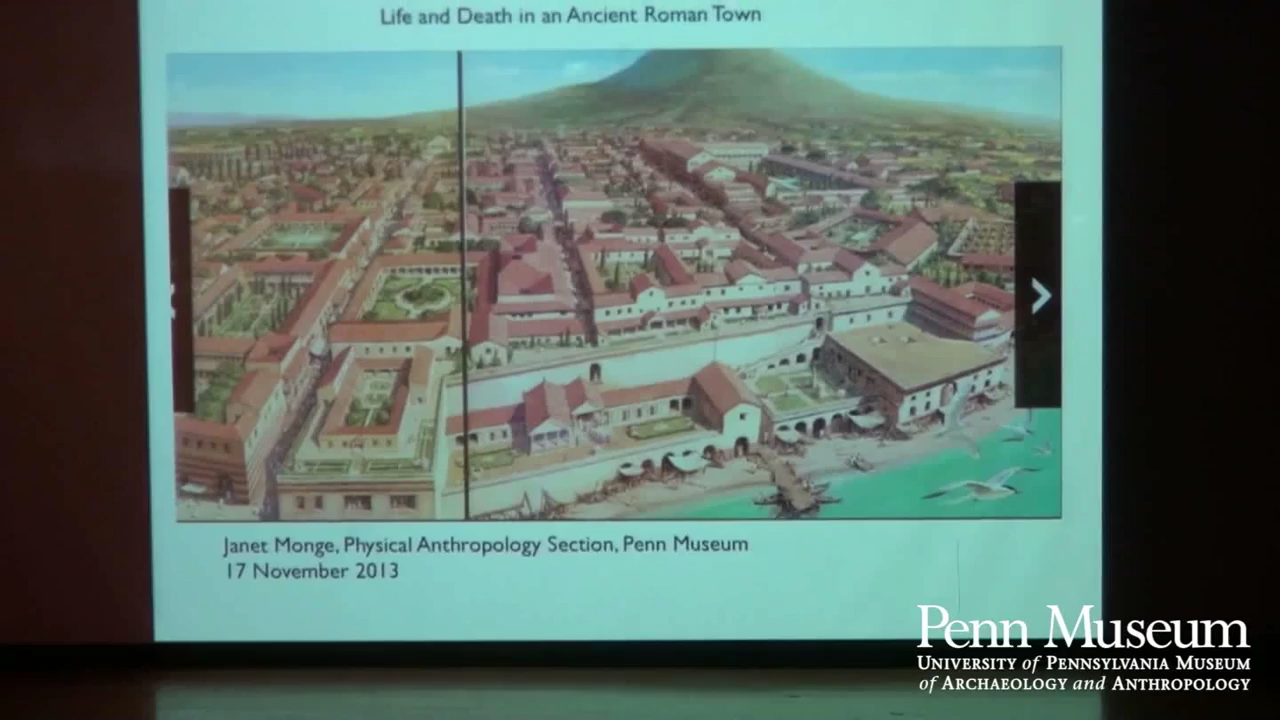 Life and Death in an Ancient Roman Town
Janet Monge, Physical Anthropology Section, Penn Museum
17 November 2013
Penn Museum
UNIVERSITY of PENNSYLVANIA MUSEUM
of ARCHAEOLOGY and ANTHROPOLOGY